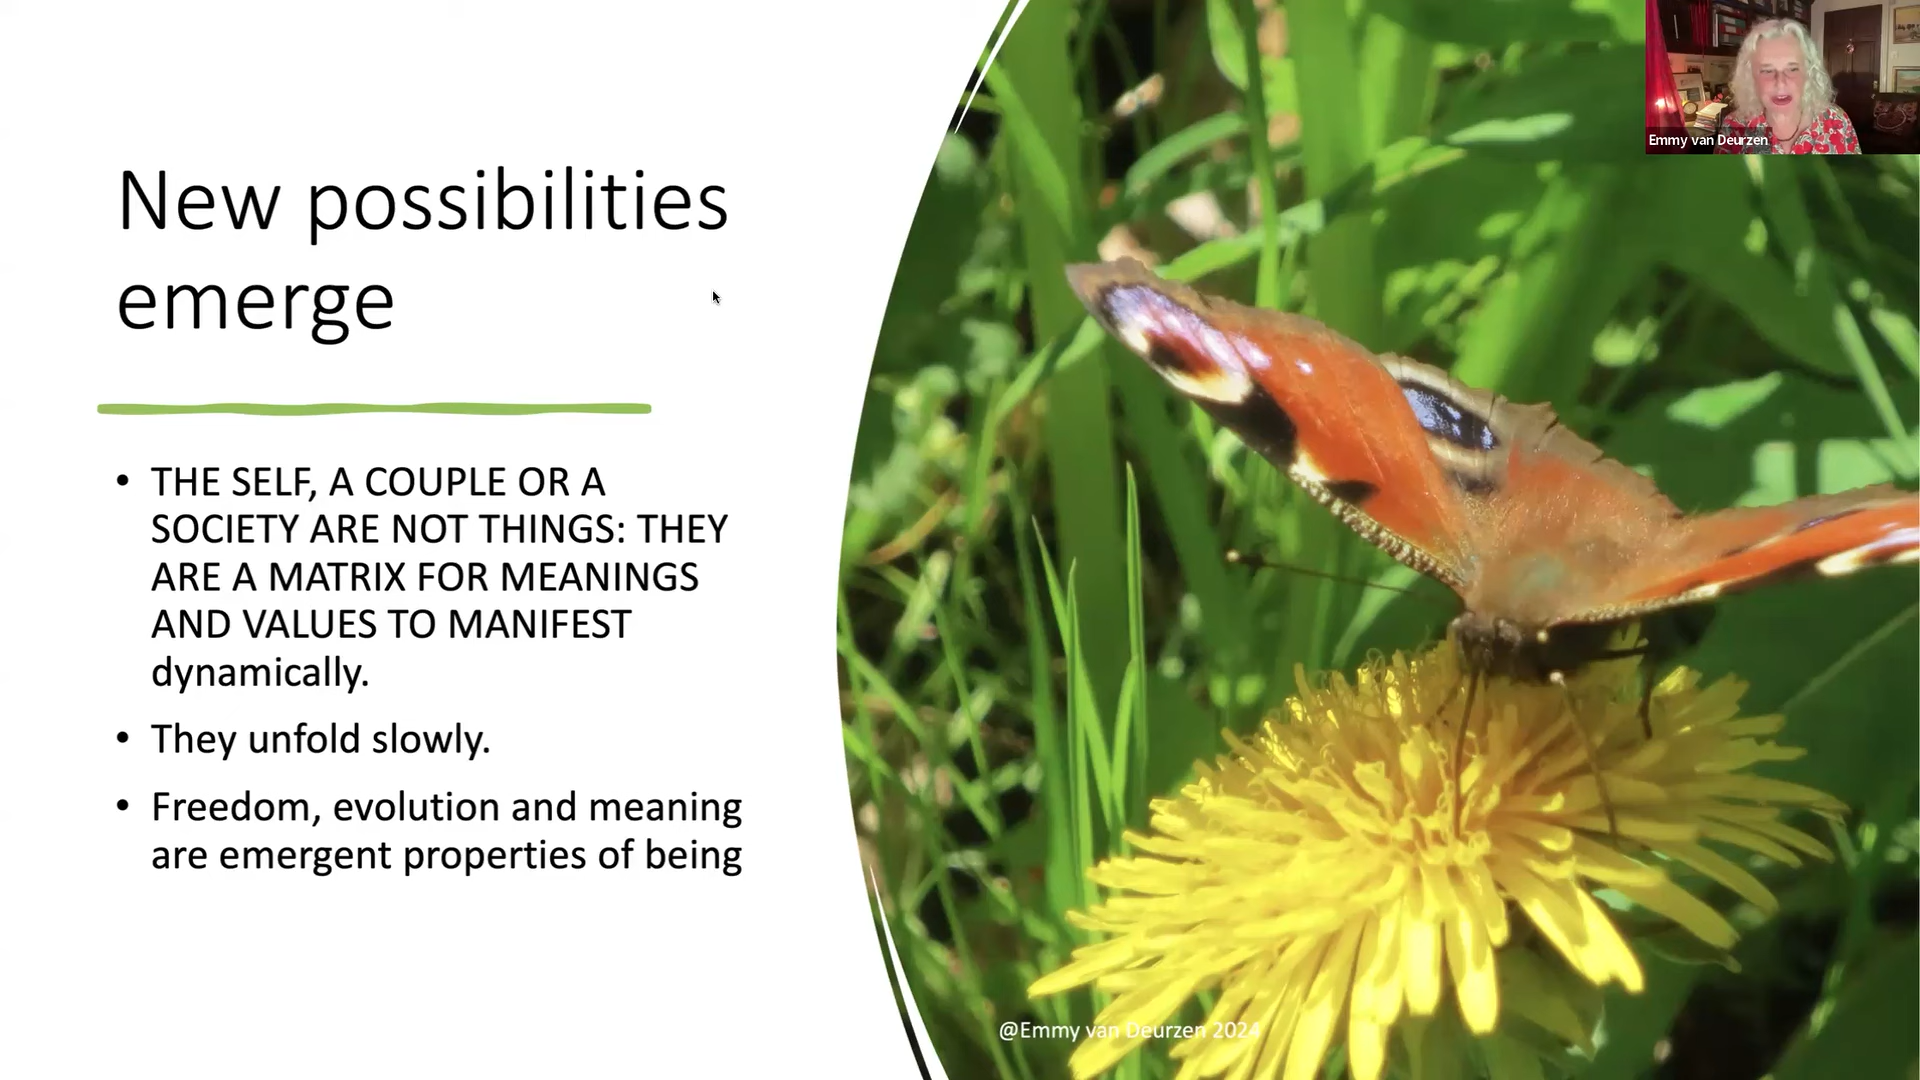 Emmy van Deurzen
New possibilities
emerge
• THE SELF, A COUPLE OR A
SOCIETY ARE NOT THINGS: THEY
ARE A MATRIX FOR MEANINGS
AND VALUES TO MANIFEST
dynamically.
• They unfold slowly.
• Freedom, evolution and meaning
are emergent properties of being
@Emmy van Deurzen 2024